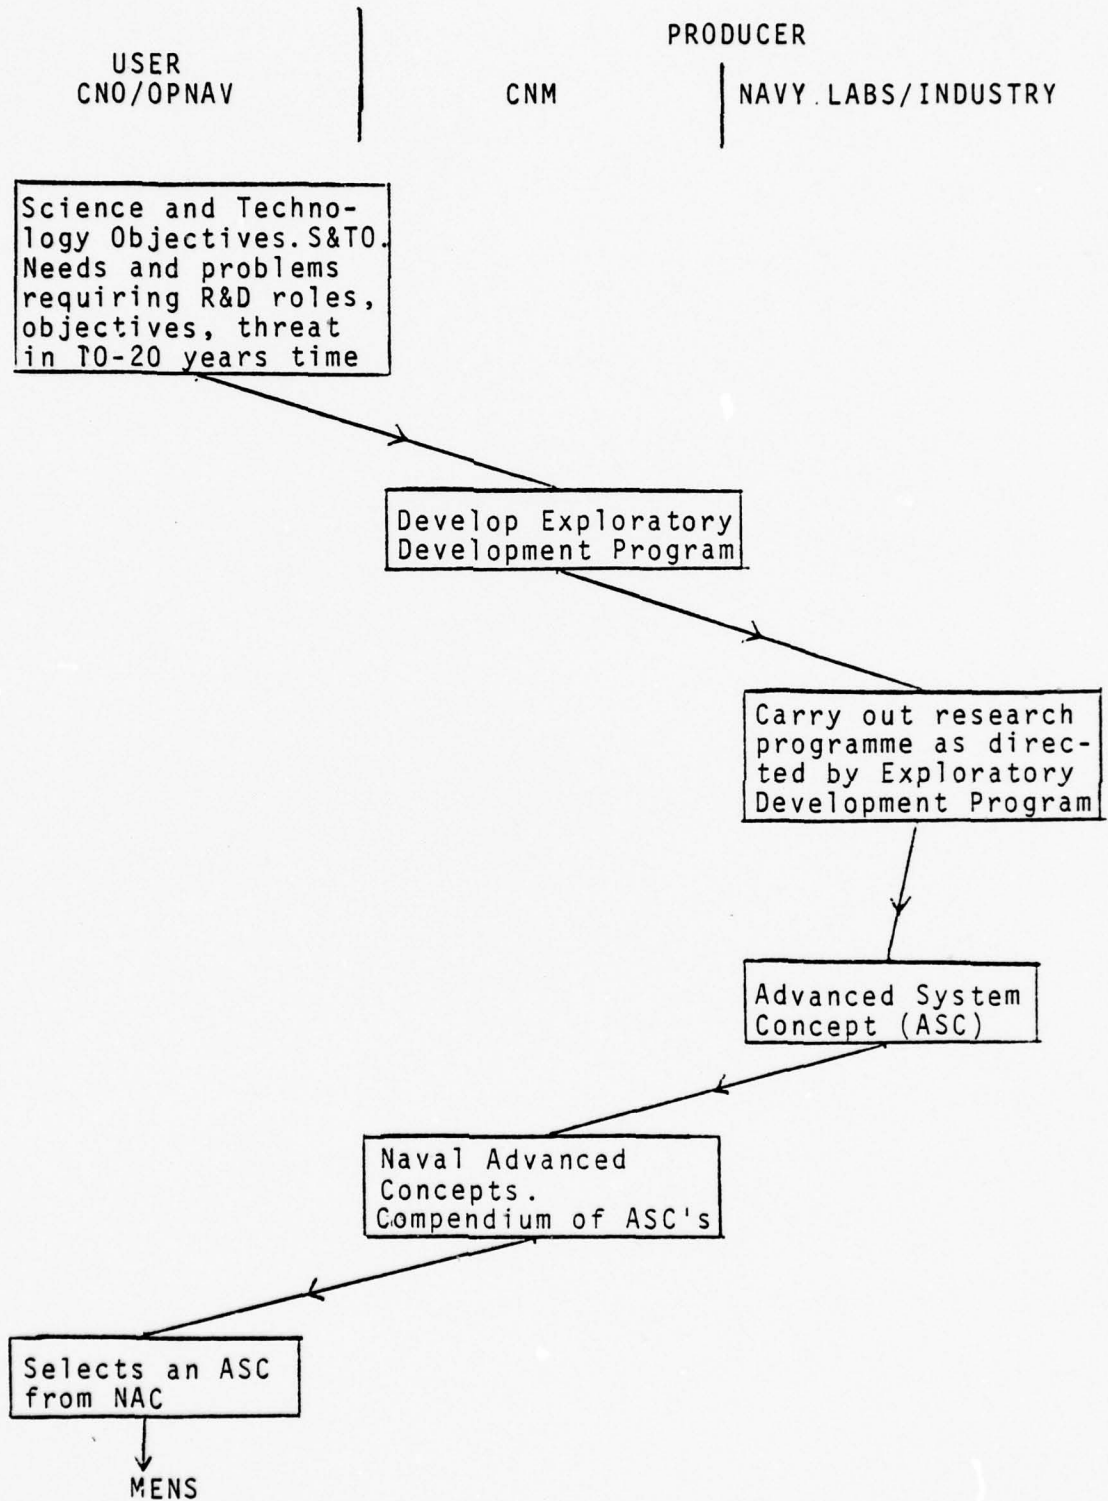 PRODUCER
USER
CNO/OPNAV
CNM
NAVY LABS/INDUSTRY
Science and Techno-
logy Objectives. S&TO.
Needs and problems
requiring R&D roles,
objectives, threat
in 10-20 years time
Develop Exploratory
Development Program
Carry out research
programme as direc-
ted by Exploratory
Development Program
Advanced System
Concept (ASC)
Naval Advanced
Concepts.
Compendium of ASC's
Selects an ASC
from NAC
MENS